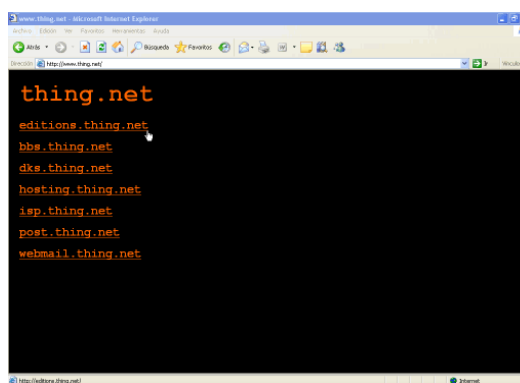 www.thing.net - Microsoft Internet Explorer
Archivo Edición Ver Favoritos Herramientas Ayuda
Atrás Búsqueda Favoritos
Dirección http://www.thing.net/ Ir Vínculos
thing.net
editions.thing.net
bbs.thing.net
dks.thing.net
hosting.thing.net
isp.thing.net
post.thing.net
webmail.thing.net
http://editions.thing.net/ Internet